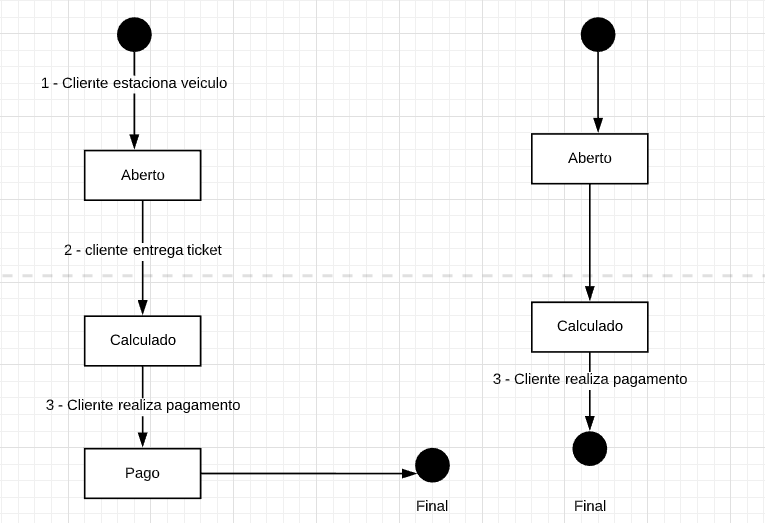 1 - Cliente estaciona veiculo
Aberto
2 - cliente entrega ticket
Calculado
3 - Cliente realiza pagamento
Pago
Final
Aberto
Calculado
3 - Cliente realiza pagamento
Final